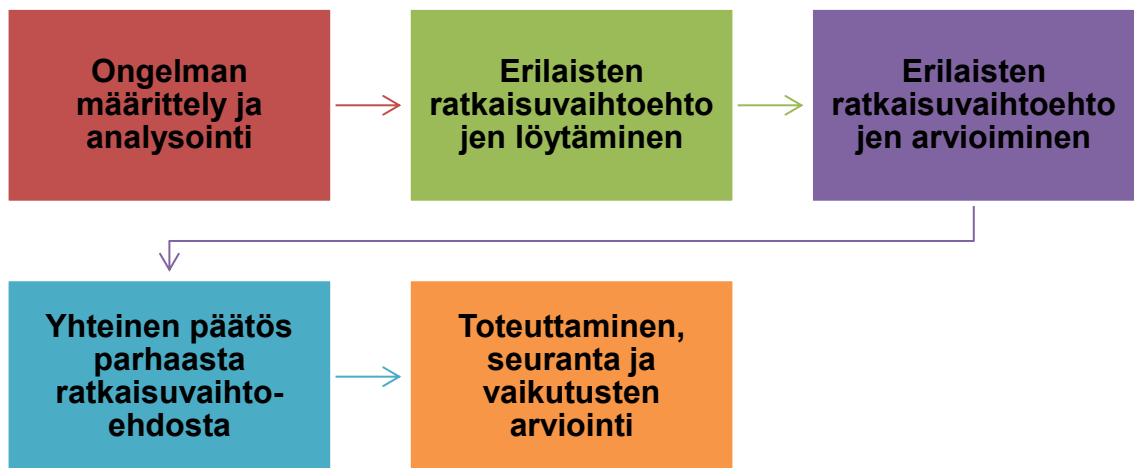 Ongelman
määrittely ja
analysointi
Erilaisten
ratkaisuvaihtoehto
jen löytäminen
Erilaisten
ratkaisuvaihtoehto
jen arvioiminen
Yhteinen päätös
parhaasta
ratkaisuvaihto-
ehdosta
Toteuttaminen,
seuranta ja
vaikutusten
arviointi